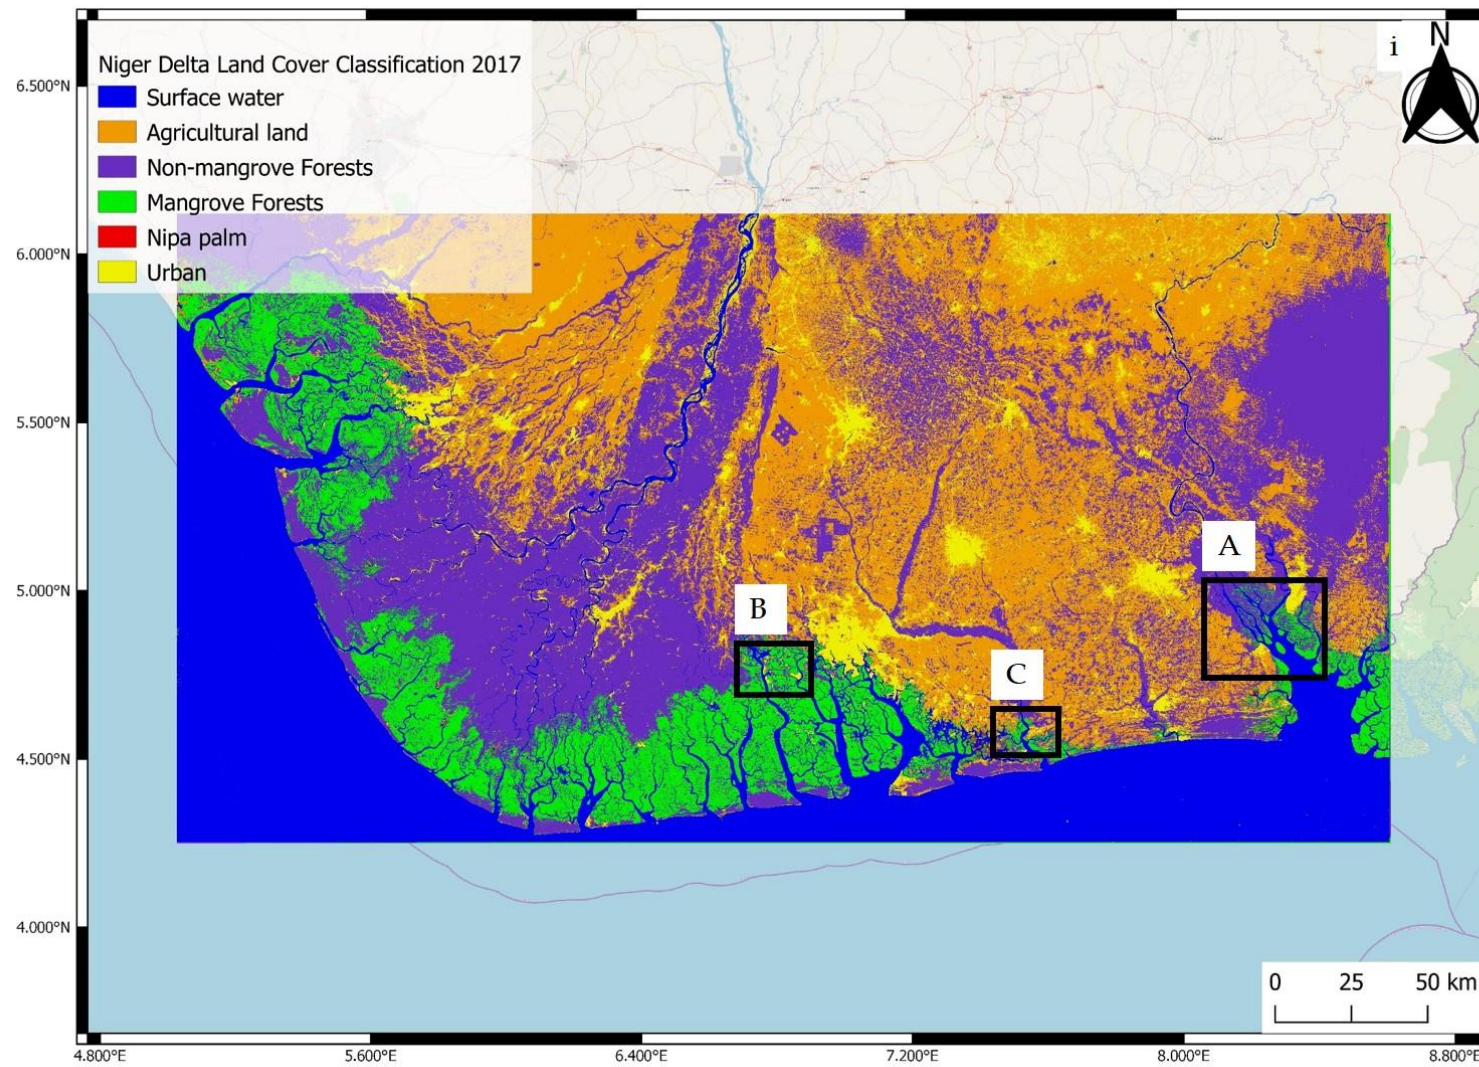 i
N
Niger Delta Land Cover Classification 2017
Surface water
Agricultural land
Non-mangrove Forests
Mangrove Forests
Nipa palm
Urban
6.500°N
6.000°N
5.500°N
5.000°N
4.500°N
4.000°N
A
B
C
0 25 50 km
4.800°E 5.600°E 6.400°E 7.200°E 8.000°E 8.800°E